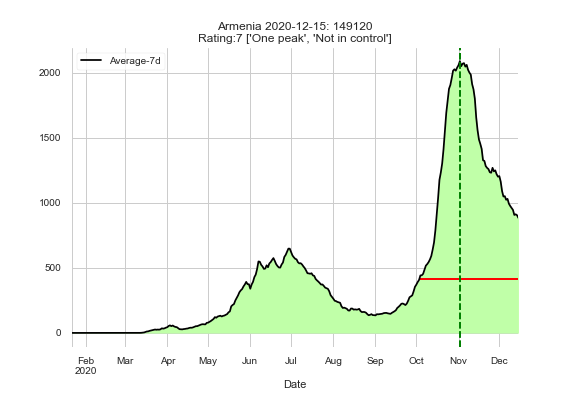 Armenia 2020-12-15: 149120
Rating:7 ['One peak', 'Not in control']
Average-7d
2000
1500
1000
500
0
Feb Mar Apr May Jun Jul Aug Sep Oct Nov Dec
2020
Date